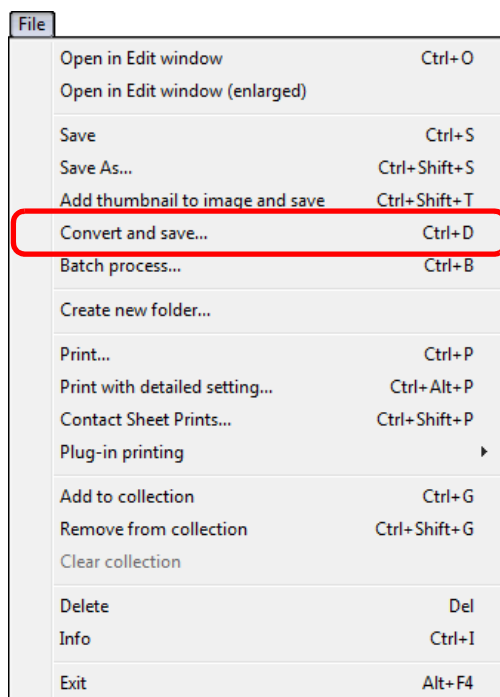 File
Open in Edit window Ctrl+O
Open in Edit window (enlarged)
Save Ctrl+S
Save As... Ctrl+Shift+S
Add thumbnail to image and save Ctrl+Shift+T
Convert and save... Ctrl+D
Batch process... Ctrl+B
Create new folder...
Print... Ctrl+P
Print with detailed setting... Ctrl+Alt+P
Contact Sheet Prints... Ctrl+Shift+P
Plug-in printing
Add to collection Ctrl+G
Remove from collection Ctrl+Shift+G
Clear collection
Delete Del
Info Ctrl+I
Exit Alt+F4